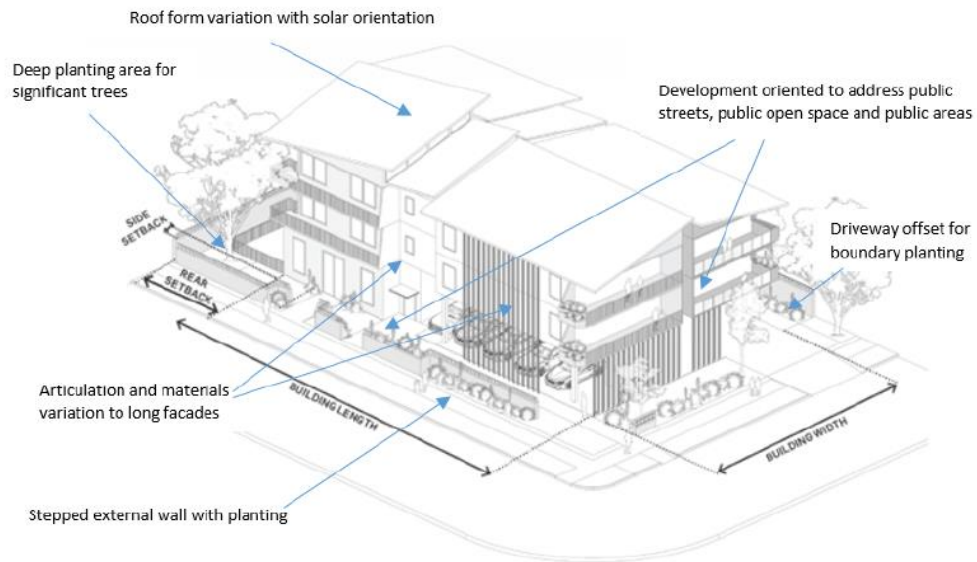 Roof form variation with solar orientation
Deep planting area for
significant trees
Development oriented to address public
streets, public open space and public areas
SIDE
SETBACK
Driveway offset for
boundary planting
REAR
SETBACK
Articulation and materials
variation to long facades
BUILDING LENGTH
BUILDING WIDTH
Stepped external wall with planting